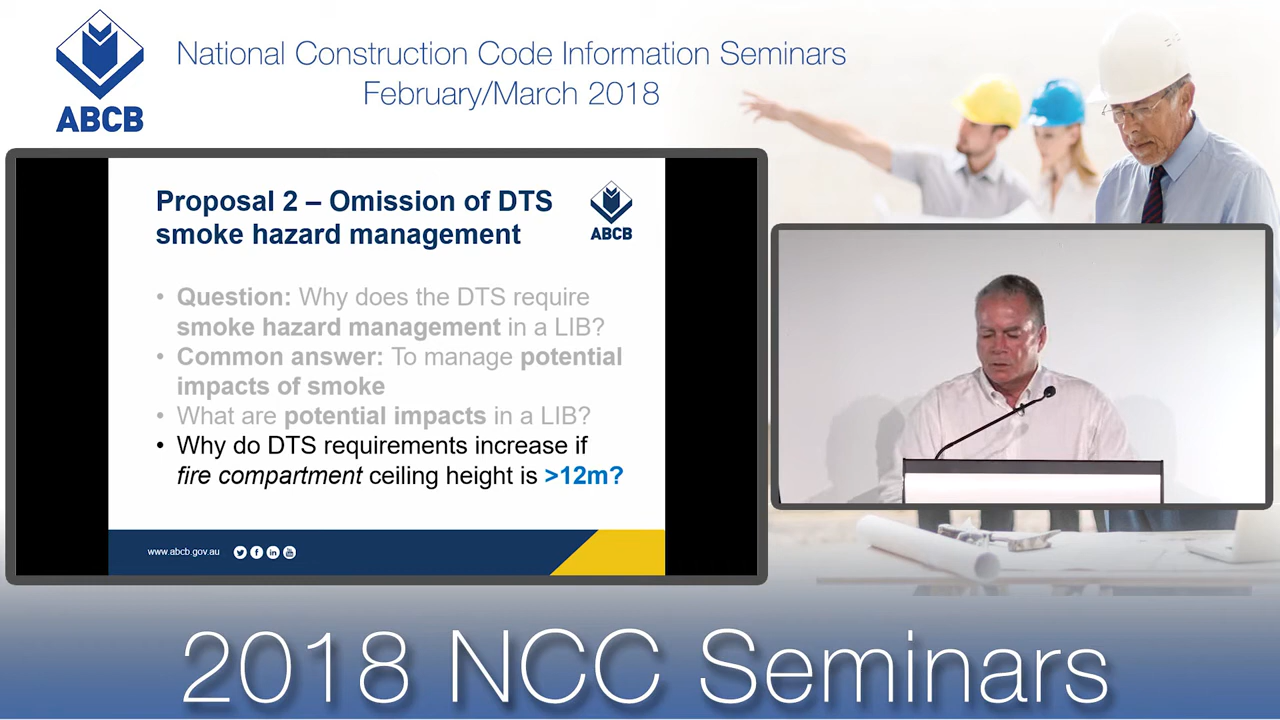 ABCB
National Construction Code Information Seminars
February/March 2018
Proposal 2 – Omission of DTS
smoke hazard management
ABCB
• Question: Why does the DTS require
smoke hazard management in a LIB?
• Common answer: To manage potential
impacts of smoke
• What are potential impacts in a LIB?
• Why do DTS requirements increase if
fire compartment ceiling height is >12m?
www.abcb.gov.au
2018 NCC Seminars